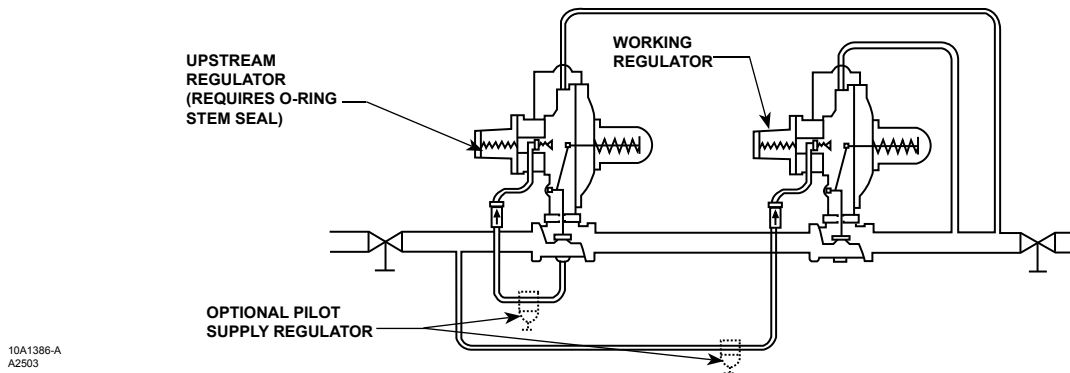 UPSTREAM
REGULATOR
(REQUIRES O-RING
STEM SEAL)
WORKING
REGULATOR
OPTIONAL PILOT
SUPPLY REGULATOR
10A1386-A
A2503